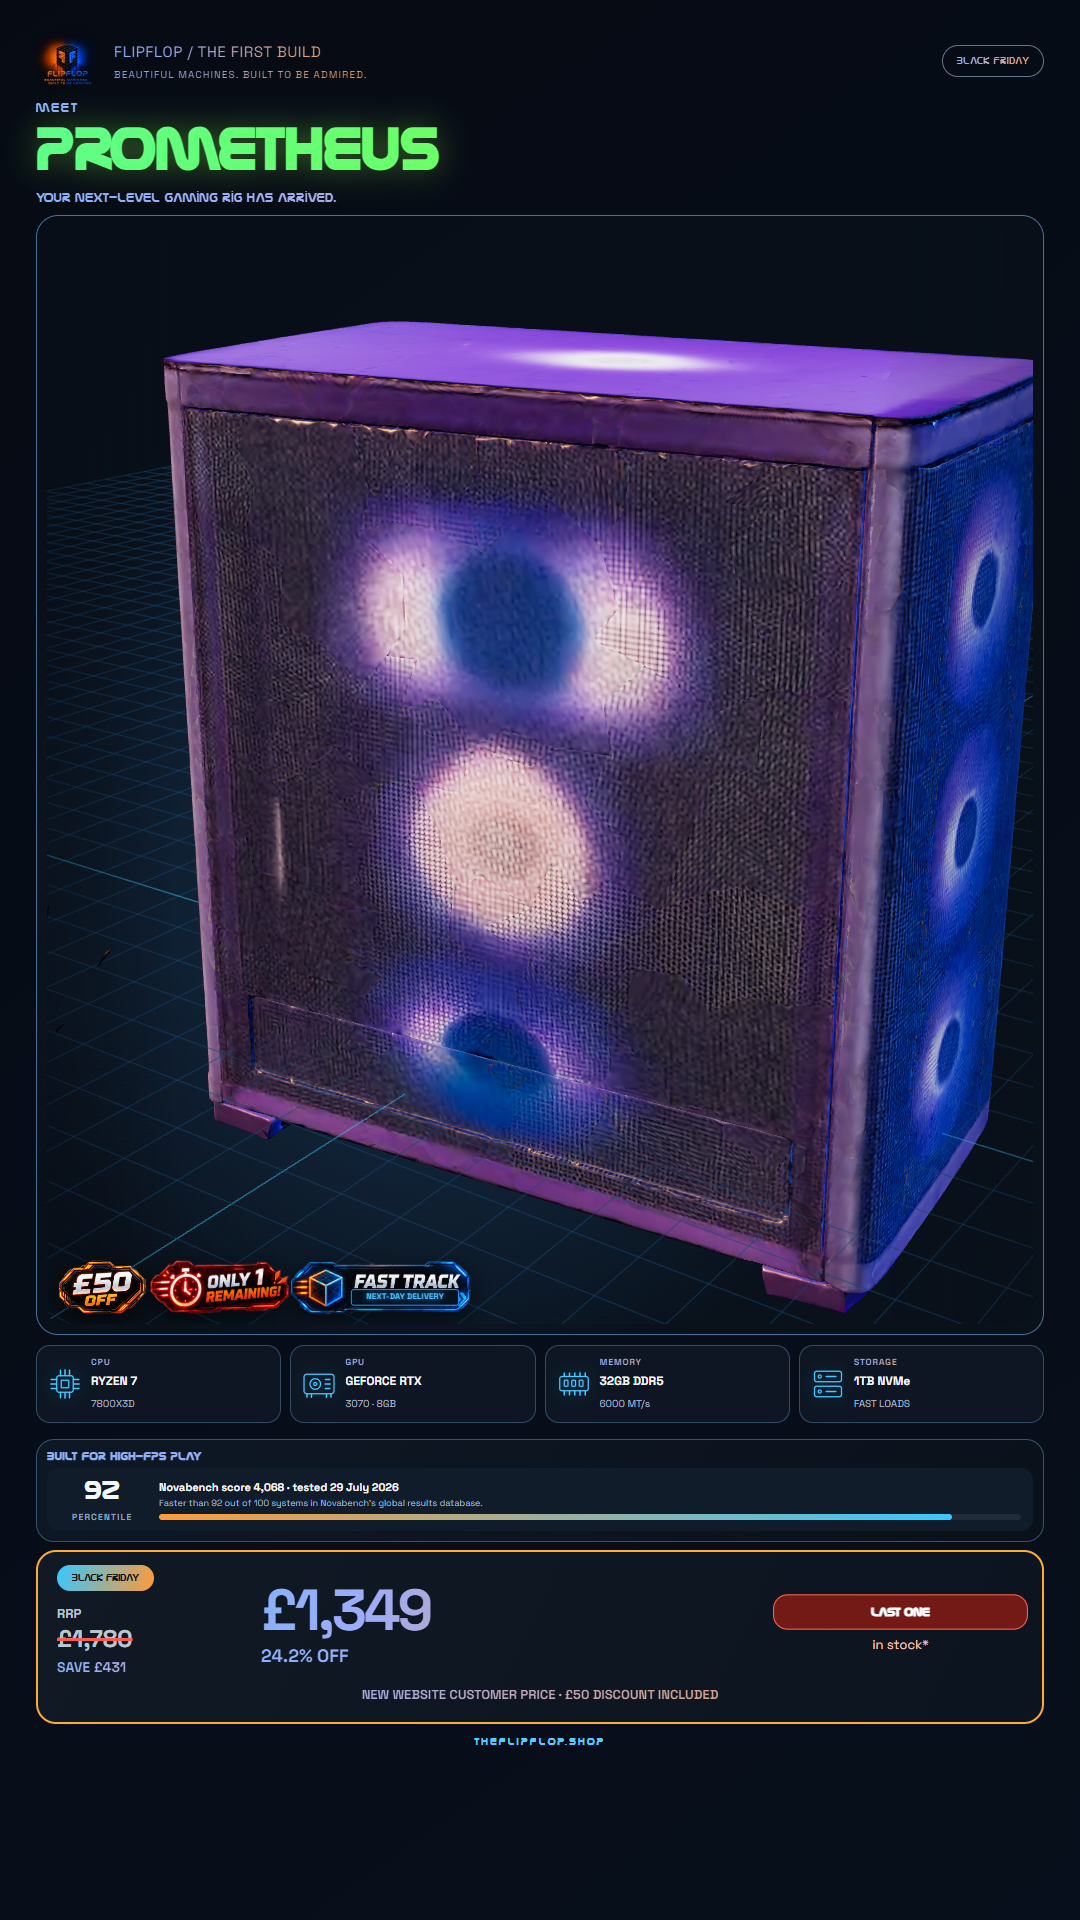 FLIPFLOP
FLIPFLOP / THE FIRST BUILD
BEAUTIFUL MACHINES. BUILT TO BE ADMIRED.
BLACK FRIDAY
MEET
PROMETHEUS
YOUR NEXT-LEVEL GAMING RIG HAS ARRIVED.
£50
OFF
ONLY 1
REMAINING!
FAST TRACK
NEXT-DAY DELIVERY
CPU
RYZEN 7
7800X3D
GPU
GEFORCE RTX
3070 · 8GB
MEMORY
32GB DDR5
6000 MT/s
STORAGE
1TB NVMe
FAST LOADS
BUILT FOR HIGH-FPS PLAY
92
PERCENTILE
Novabench score 4,068 · tested 29 July 2026
Faster than 92 out of 100 systems in Novabench's global results database.
BLACK FRIDAY
RRP
£1,780
SAVE £431
£1,349
24.2% OFF
LAST ONE
in stock*
NEW WEBSITE CUSTOMER PRICE · £50 DISCOUNT INCLUDED
THEFLIPFLOP.SHOP